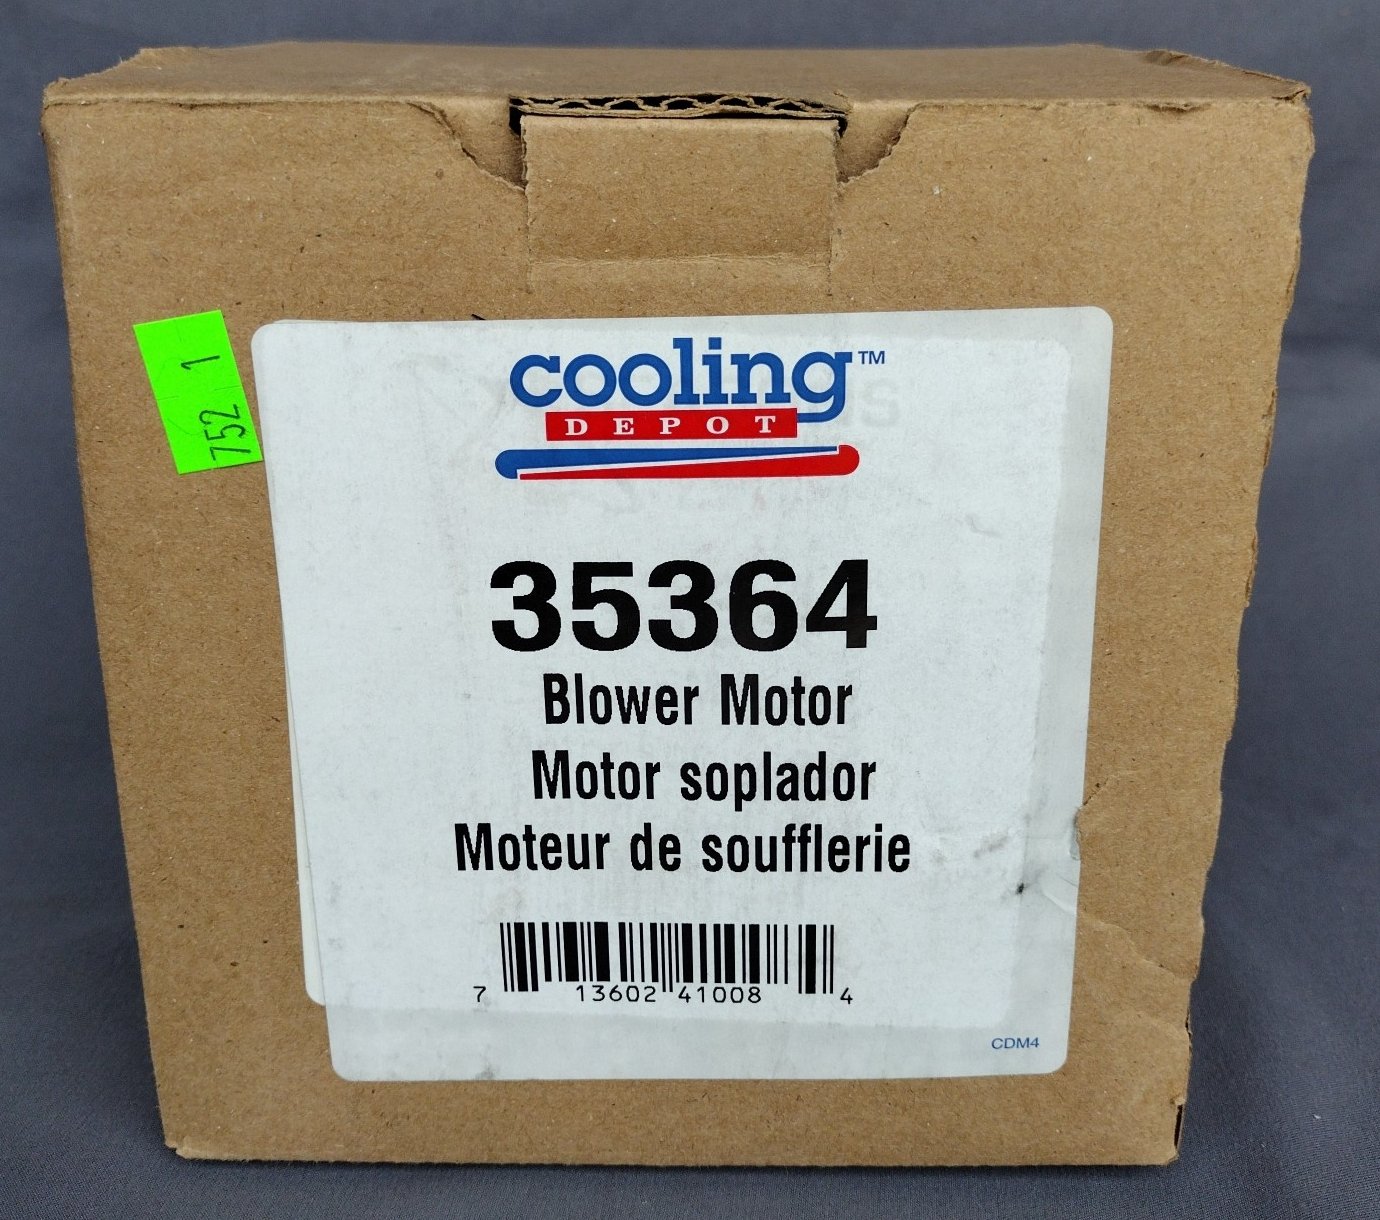 752 1
cooling™
DEPOT
35364
Blower Motor
Motor soplador
Moteur de soufflerie
7 13602 41008 4
CDM4